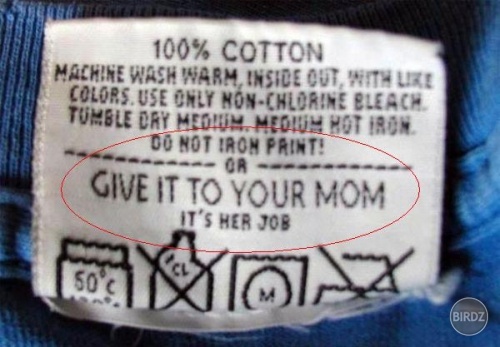 100% COTTON
MACHINE WASH WARM, INSIDE OUT, WITH LIKE
COLORS. USE ONLY NON-CHLORINE BLEACH.
TUMBLE DRY MEDIUM. MEDIUM HOT IRON.
DO NOT IRON PRINT!
OR
GIVE IT TO YOUR MOM
IT'S HER JOB
CL
60°C
M
BIRDZ